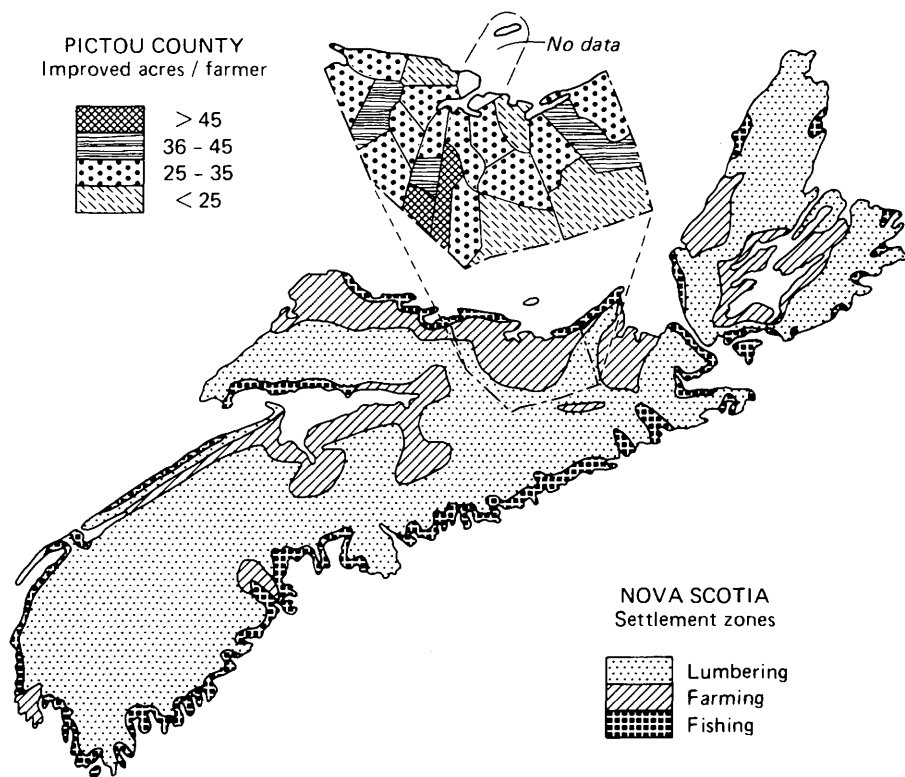 PICTOU COUNTY
Improved acres / farmer
> 45
36 - 45
25 - 35
< 25
No data
NOVA SCOTIA
Settlement zones
Lumbering
Farming
Fishing